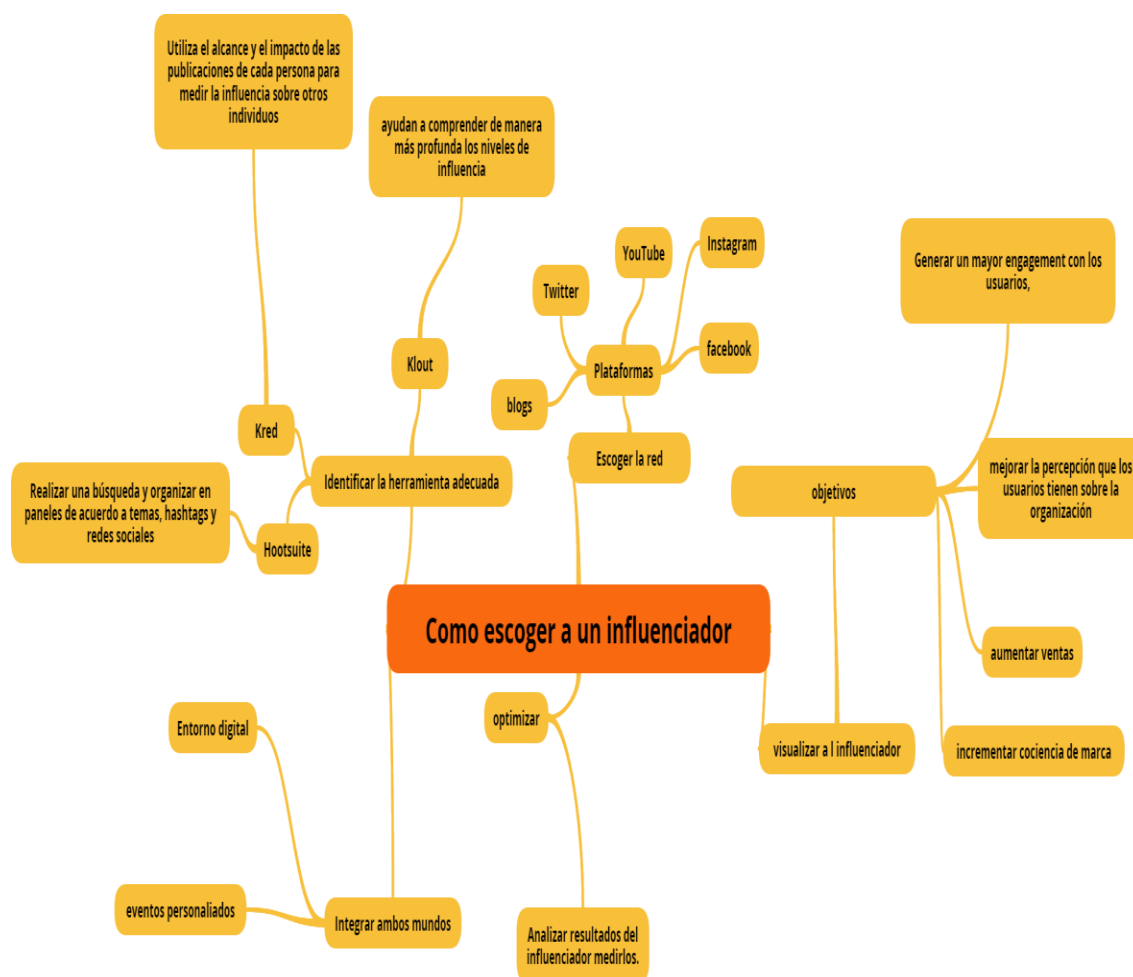 Utiliza el alcance y el impacto de las
publicaciones de cada persona para
medir la influencia sobre otros
individuos
ayudan a comprender de manera
más profunda los niveles de
influencia
YouTube
Instagram
Generar un mayor engagement con los
usuarios,
Twitter
Klout
Plataformas
facebook
blogs
Kred
Escoger la red
Identificar la herramienta adecuada
Realizar una búsqueda y organizar en
paneles de acuerdo a temas, hashtags y
redes sociales
Hootsuite
objetivos
mejorar la percepción que los
usuarios tienen sobre la
organización
Como escoger a un influenciador
aumentar ventas
optimizar
Entorno digital
visualizar a l influenciador
incrementar cociencia de marca
eventos personaliados
Integrar ambos mundos
Analizar resultados del
influenciador medirlos.